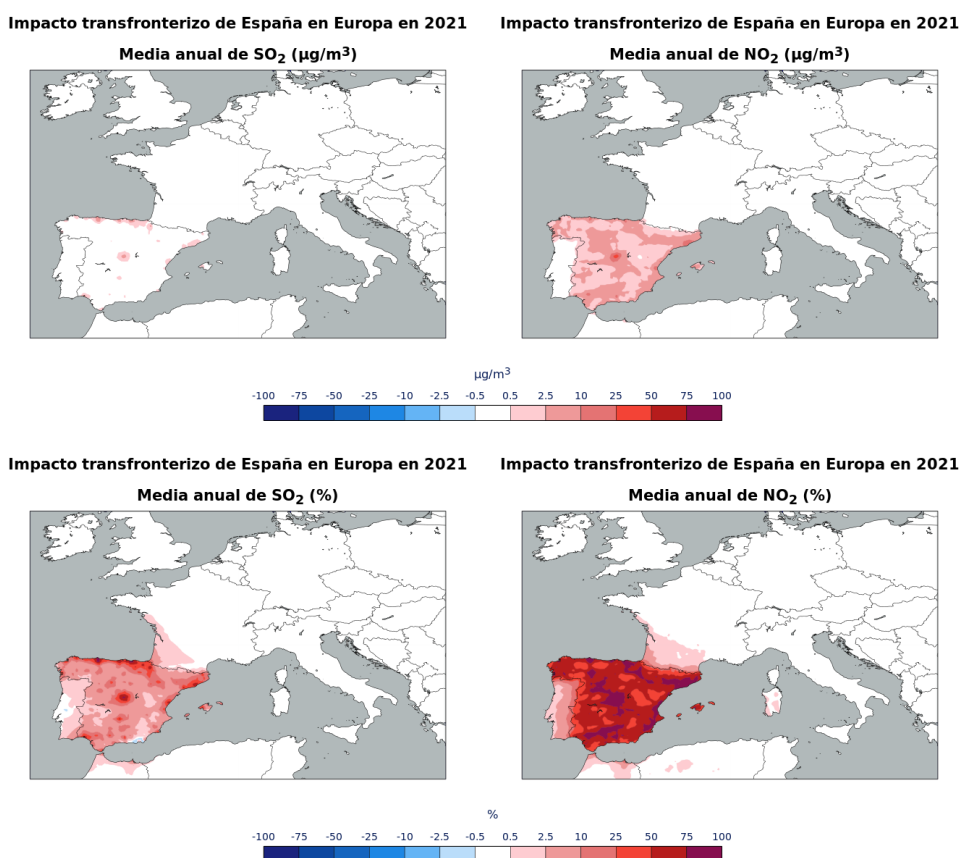 Impacto transfronterizo de España en Europa en 2021
Media anual de SO2 (µg/m3)
Impacto transfronterizo de España en Europa en 2021
Media anual de NO2 (µg/m3)
µg/m3
-100 -75 -50 -25 -10 -2.5 -0.5 0.5 2.5 10 25 50 75 100
Impacto transfronterizo de España en Europa en 2021
Media anual de SO2 (%)
Impacto transfronterizo de España en Europa en 2021
Media anual de NO2 (%)
%
-100 -75 -50 -25 -10 -2.5 -0.5 0.5 2.5 10 25 50 75 100